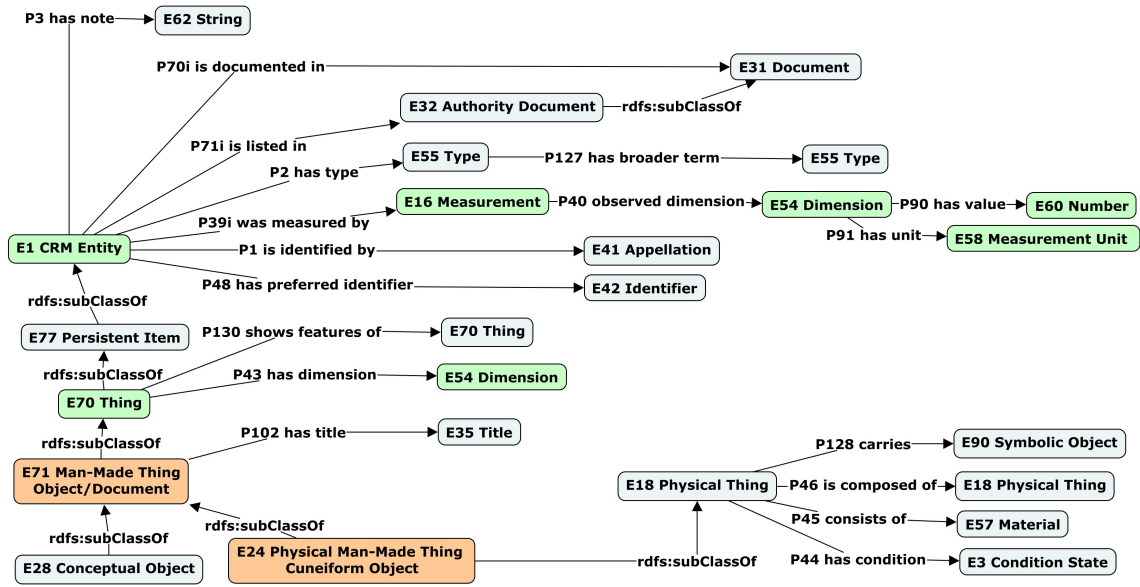 P3 has note
E62 String
P70i is documented in
E31 Document
E32 Authority Document
rdfs:subClassOf
P71i is listed in
E55 Type
P127 has broader term
E55 Type
P2 has type
E16 Measurement
P40 observed dimension
E54 Dimension
P90 has value
E60 Number
P39i was measured by
P91 has unit
E58 Measurement Unit
E1 CRM Entity
P1 is identified by
E41 Appellation
P48 has preferred identifier
E42 Identifier
rdfs:subClassOf
E77 Persistent Item
P130 shows features of
E70 Thing
rdfs:subClassOf
P43 has dimension
E54 Dimension
E70 Thing
rdfs:subClassOf
P102 has title
E35 Title
E71 Man-Made Thing
Object/Document
P128 carries
E90 Symbolic Object
E18 Physical Thing
P46 is composed of
E18 Physical Thing
P45 consists of
E57 Material
rdfs:subClassOf
rdfs:subClassOf
E24 Physical Man-Made Thing
Cuneiform Object
rdfs:subClassOf
P44 has condition
E3 Condition State
E28 Conceptual Object